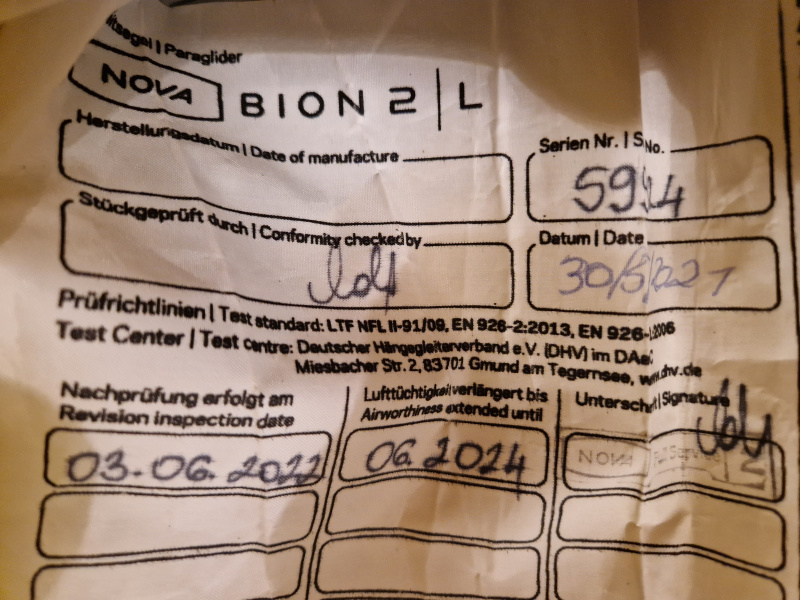 Paraglider
NOVA BION 2 | L
Herstellungsdatum | Date of manufacture
Serien Nr. | S No.
Stückgeprüft durch | Conformity checked by
Datum | Date
Prüfrichtlinien | Test standard: LTF NFL II-91/09, EN 926-2:2013, EN 926-
Test Center | Test centre: Deutscher Hängegleiterverband e.V. (DHV) im
Miesbacher Str. 2, 83701 Gmund am Tegernsee,
Nachprüfung erfolgt am
Revision inspection date
Lufttüchtigkeit verlängert bis
Airworthiness extended until
Signature
03.06.2022
06.2024
NOVA